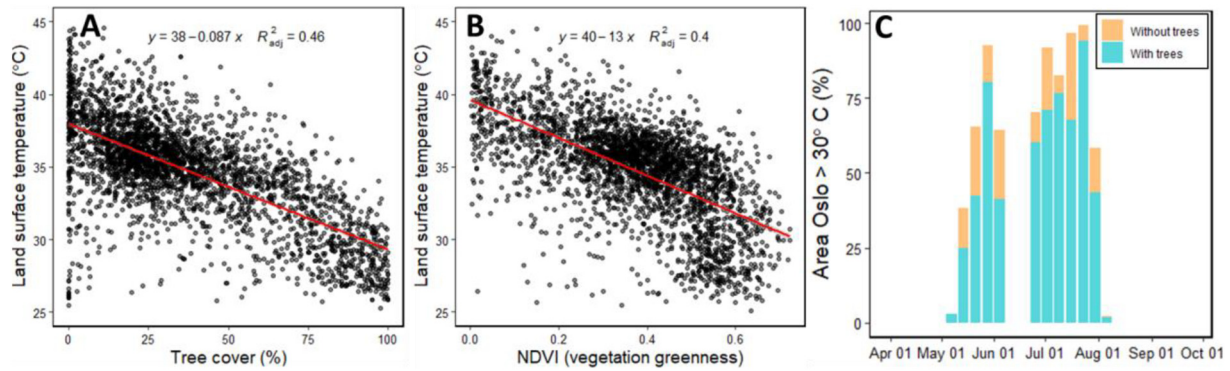 A
y = 38−0.087 x R²adj = 0.46
Land surface temperature (°C)
45
40
35
30
25
0
25
50
75
100
Tree cover (%)
B
y = 40−13 x R²adj = 0.4
Land surface temperature (°C)
45
40
35
30
25
0.0
0.2
0.4
0.6
NDVI (vegetation greenness)
C
Without trees
With trees
Area Oslo > 30° C (%)
100
75
50
25
0
Apr 01 May 01 Jun 01 Jul 01 Aug 01 Sep 01 Oct 01